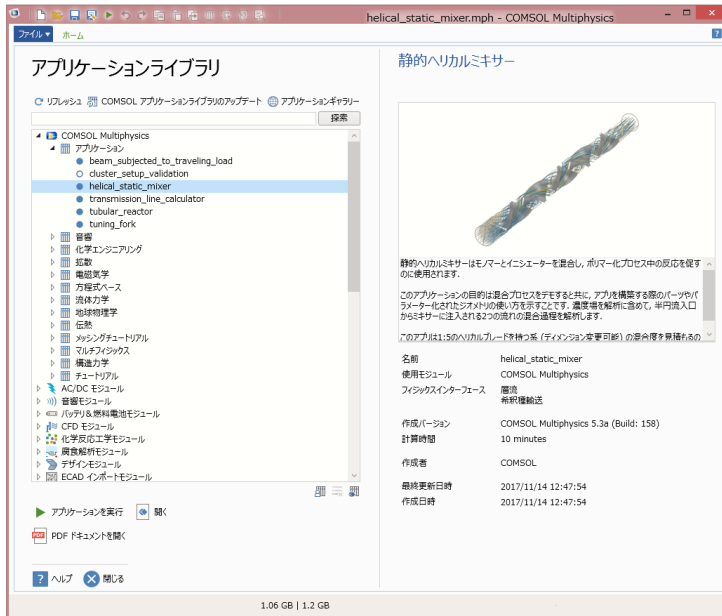 helical_static_mixer.mph - COMSOL Multiphysics
ファイル ホーム
アプリケーションライブラリ
リフレッシュ COMSOL アプリケーションライブラリのアップデート アプリケーションギャラリー
探索
COMSOL Multiphysics
アプリケーション
beam_subjected_to_traveling_load
cluster_setup_validation
helical_static_mixer
transmission_line_calculator
tubular_reactor
tuning_fork
音響
化学エンジニアリング
拡散
電磁気学
方程式ベース
流体力学
地球物理学
伝熱
メッシングチュートリアル
マルチフィジックス
構造力学
チュートリアル
AC/DC モジュール
音響モジュール
バッテリ&燃料電池モジュール
CFD モジュール
化学反応工学モジュール
腐食解析モジュール
デザインモジュール
ECAD インポートモジュール
アプリケーションを実行 開く
PDF ドキュメントを開く
? ヘルプ 閉じる
静的ヘリカルミキサー
静的ヘリカルミキサーはモノマーとイニシエーターを混合し, ポリマー化プロセス中の反応を促す
のに使用されます.
このアプリケーションの目的は混合プロセスをデモすると共に, アプリを構築する際のパーツやパ
ラメーター化されたジオメトリの使い方を示すことです. 濃度場を解析に含めて, 半円流入口
からミキサーに注入される2つの流れの混合過程を解析します.
このアプリは1:5のヘリカルブレードを持つ系 (ディメンション変更可能) の混合度を見積もるの
名前 helical_static_mixer
使用モジュール COMSOL Multiphysics
フィジックスインターフェース 層流
希釈種輸送
作成バージョン COMSOL Multiphysics 5.3a (Build: 158)
計算時間 10 minutes
作成者 COMSOL
最終更新日時 2017/11/14 12:47:54
作成日時 2017/11/14 12:47:54
1.06 GB | 1.2 GB